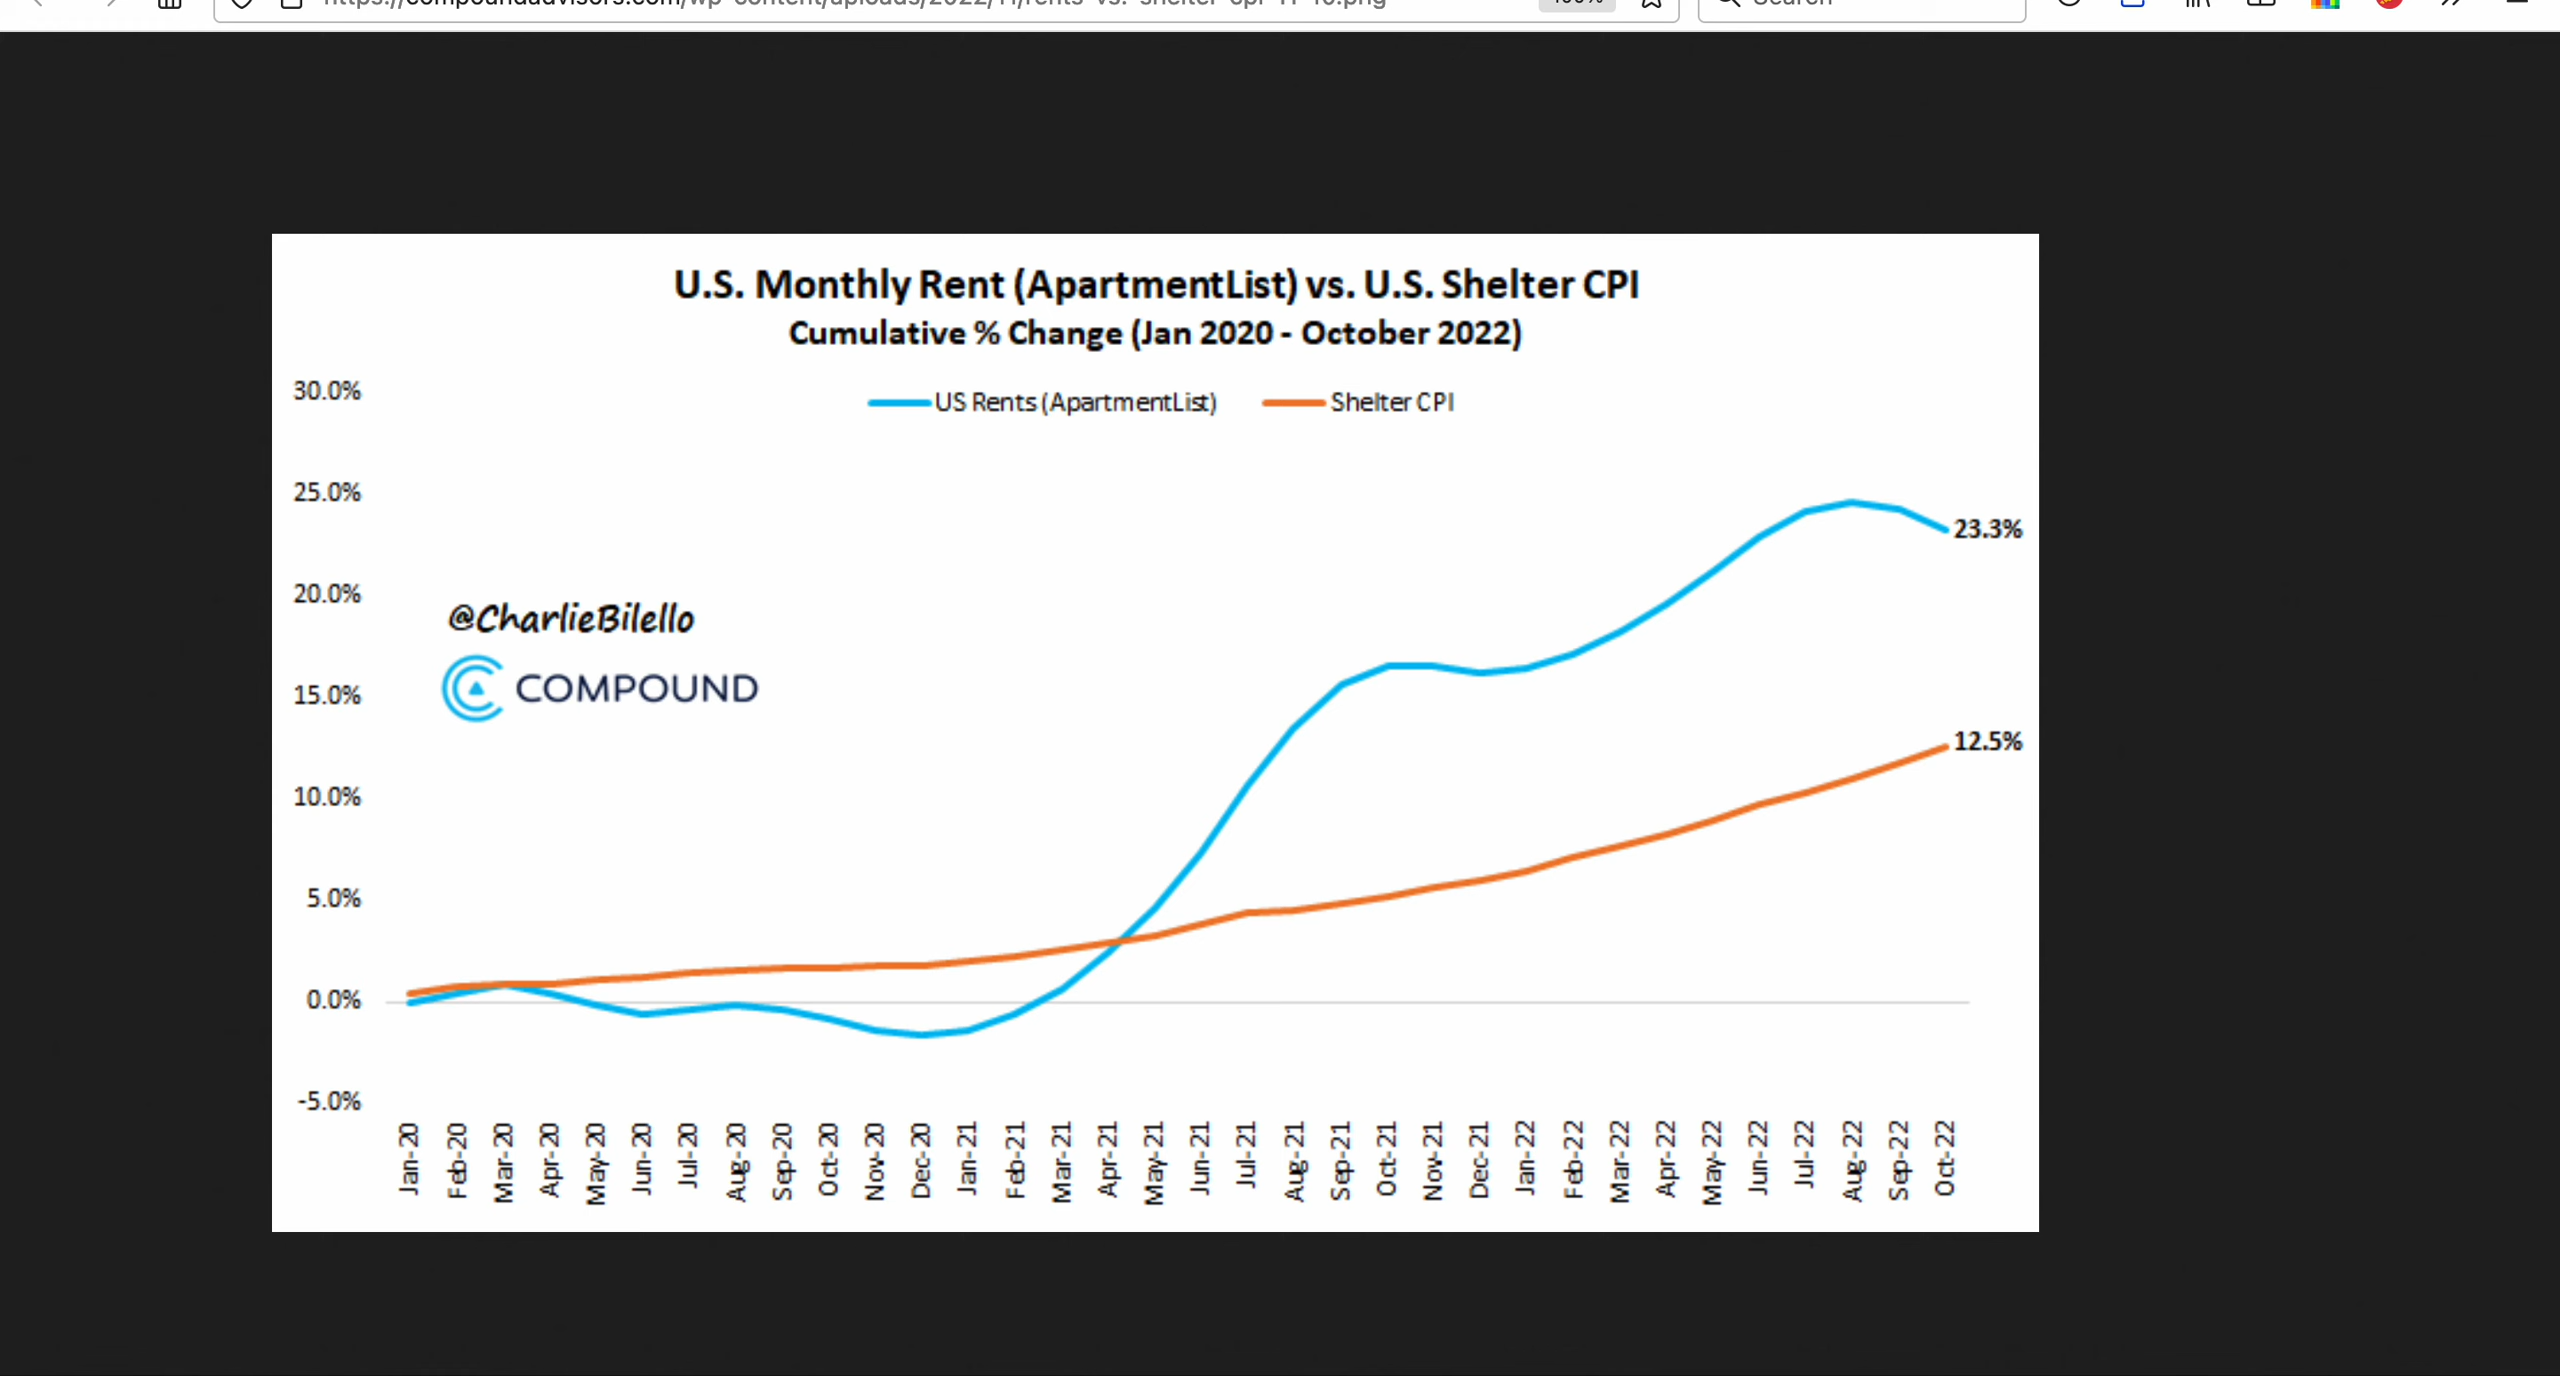 U.S. Monthly Rent (ApartmentList) vs. U.S. Shelter CPI
Cumulative % Change (Jan 2020 - October 2022)
US Rents (ApartmentList)
Shelter CPI
30.0%
25.0%
20.0%
15.0%
10.0%
5.0%
0.0%
-5.0%
@CharlieBilello
COMPOUND
23.3%
12.5%
Jan-20
Feb-20
Mar-20
Apr-20
May-20
Jun-20
Jul-20
Aug-20
Sep-20
Oct-20
Nov-20
Dec-20
Jan-21
Feb-21
Mar-21
Apr-21
May-21
Jun-21
Jul-21
Aug-21
Sep-21
Oct-21
Nov-21
Dec-21
Jan-22
Feb-22
Mar-22
Apr-22
May-22
Jun-22
Jul-22
Aug-22
Sep-22
Oct-22